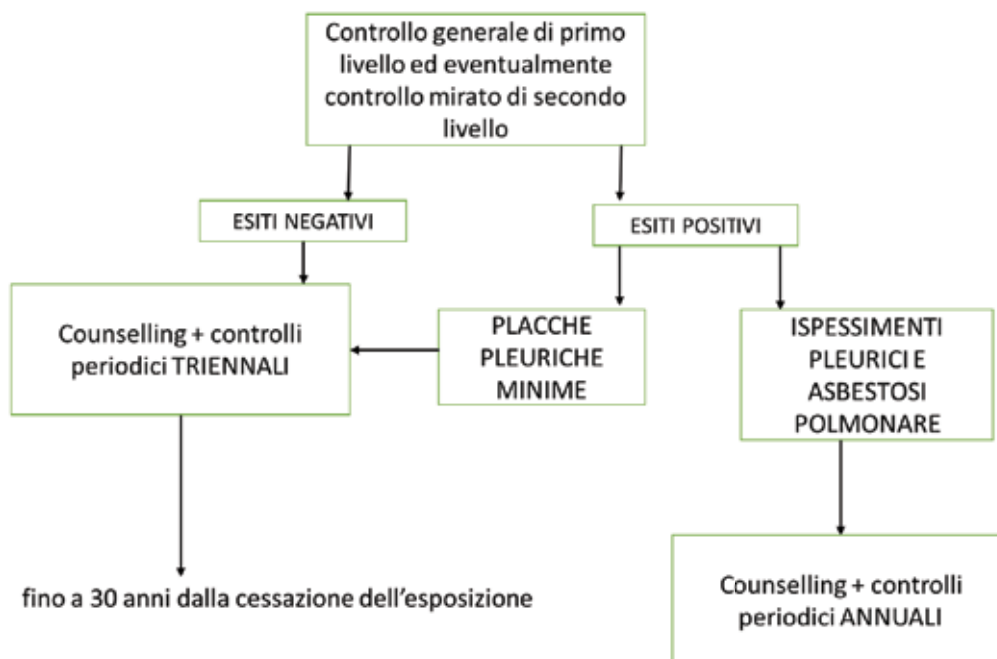 Controllo generale di primo
livello ed eventualmente
controllo mirato di secondo
livello
ESITI NEGATIVI
ESITI POSITIVI
Counselling + controlli
periodici TRIENNALI
PLACCHE
PLEURICHE
MINIME
ISPESSIMENTI
PLEURICI E
ASBESTOSI
POLMONARE
fino a 30 anni dalla cessazione dell'esposizione
Counselling + controlli
periodici ANNUALI